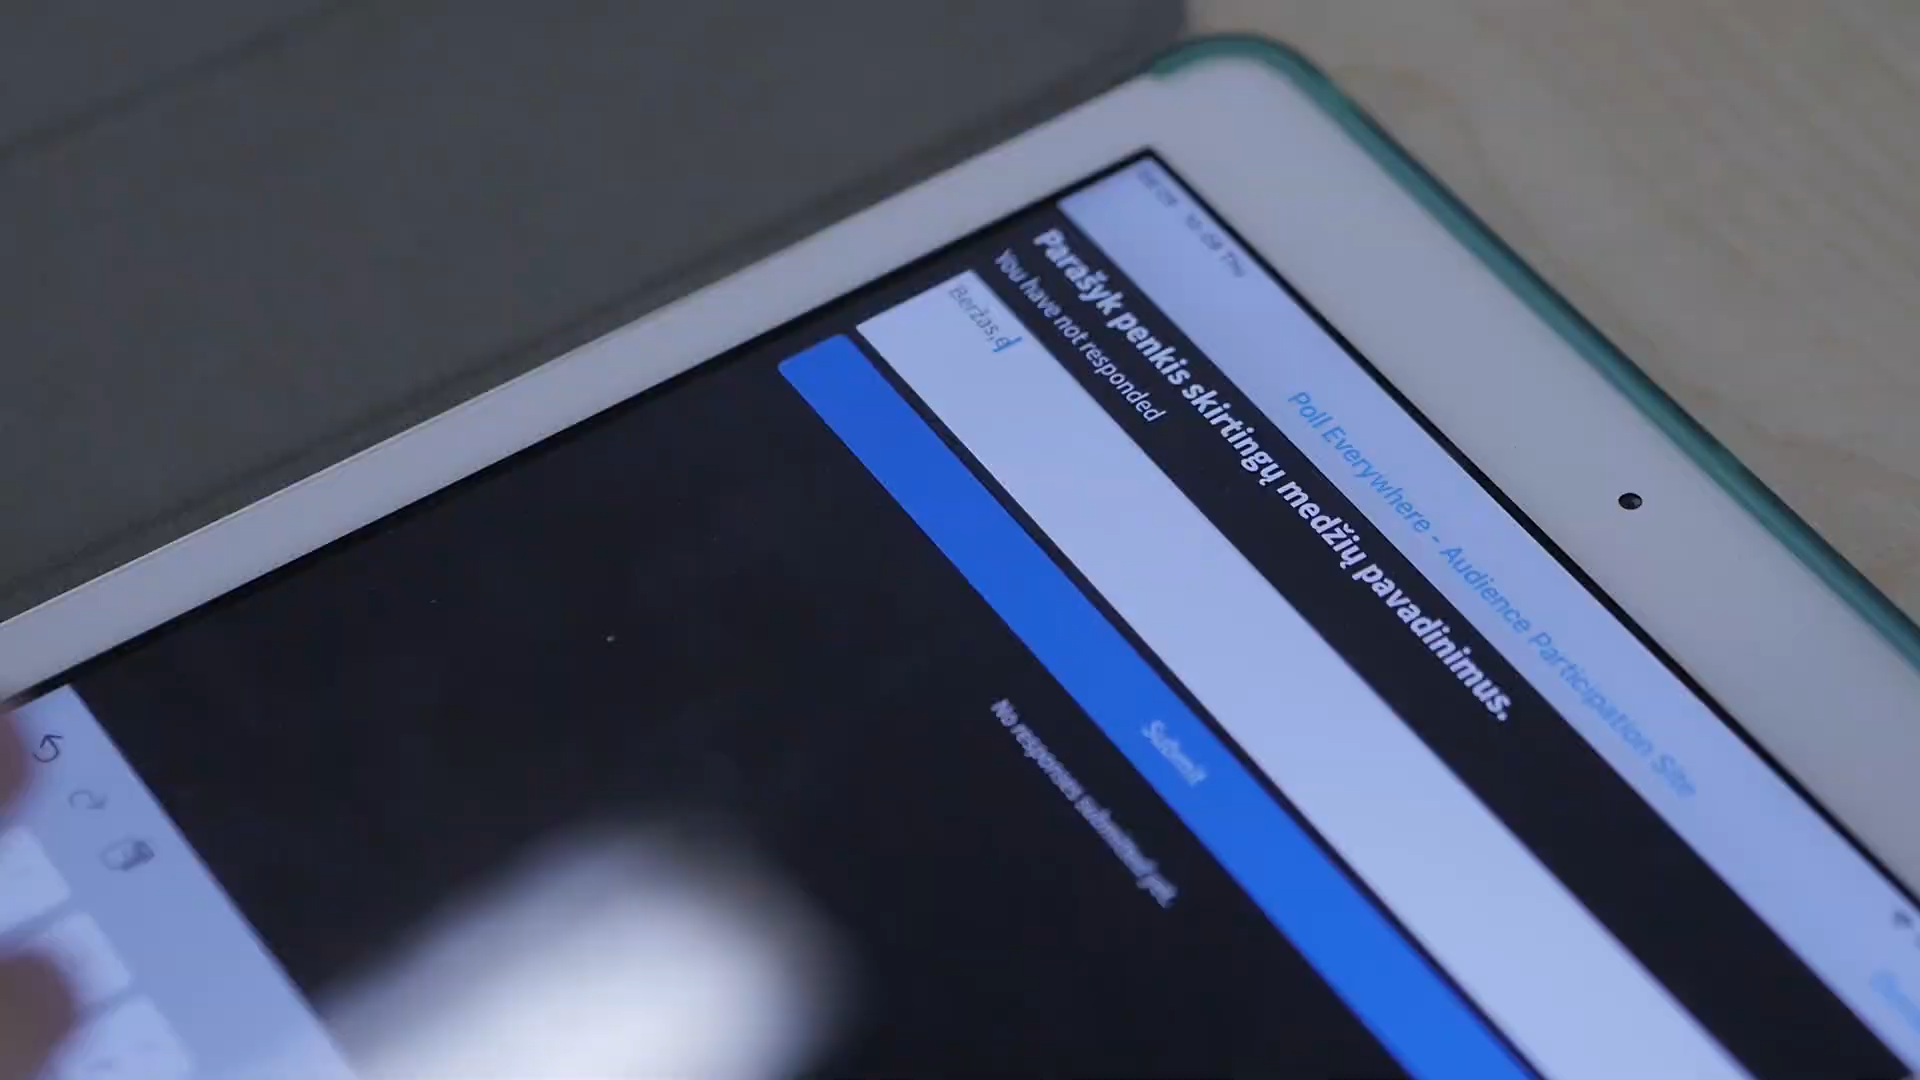 Poll Everywhere - Audience Participation Site
Parašyk penkis skirtingų medžių pavadinimus.
You have not responded
Beržas,ą
Submit
No responses submitted yet.